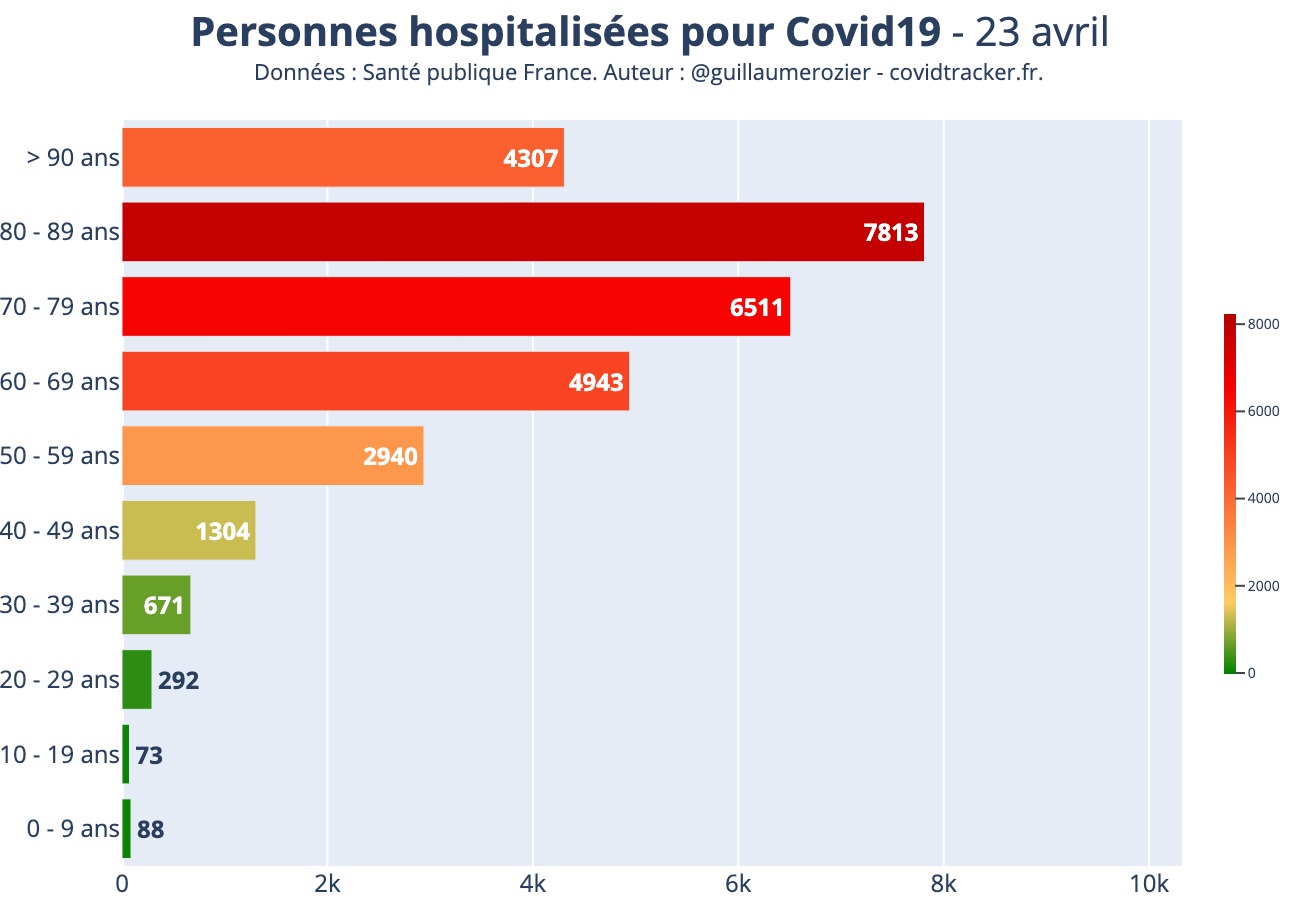 Personnes hospitalisées pour Covid19 - 23 avril
Données : Santé publique France. Auteur : @guillaumerozier - covidtracker.fr.
> 90 ans 4307
80 - 89 ans 7813
70 - 79 ans 6511
60 - 69 ans 4943
50 - 59 ans 2940
40 - 49 ans 1304
30 - 39 ans 671
20 - 29 ans 292
10 - 19 ans 73
0 - 9 ans 88
0 2k 4k 6k 8k 10k
8000
6000
4000
2000
0